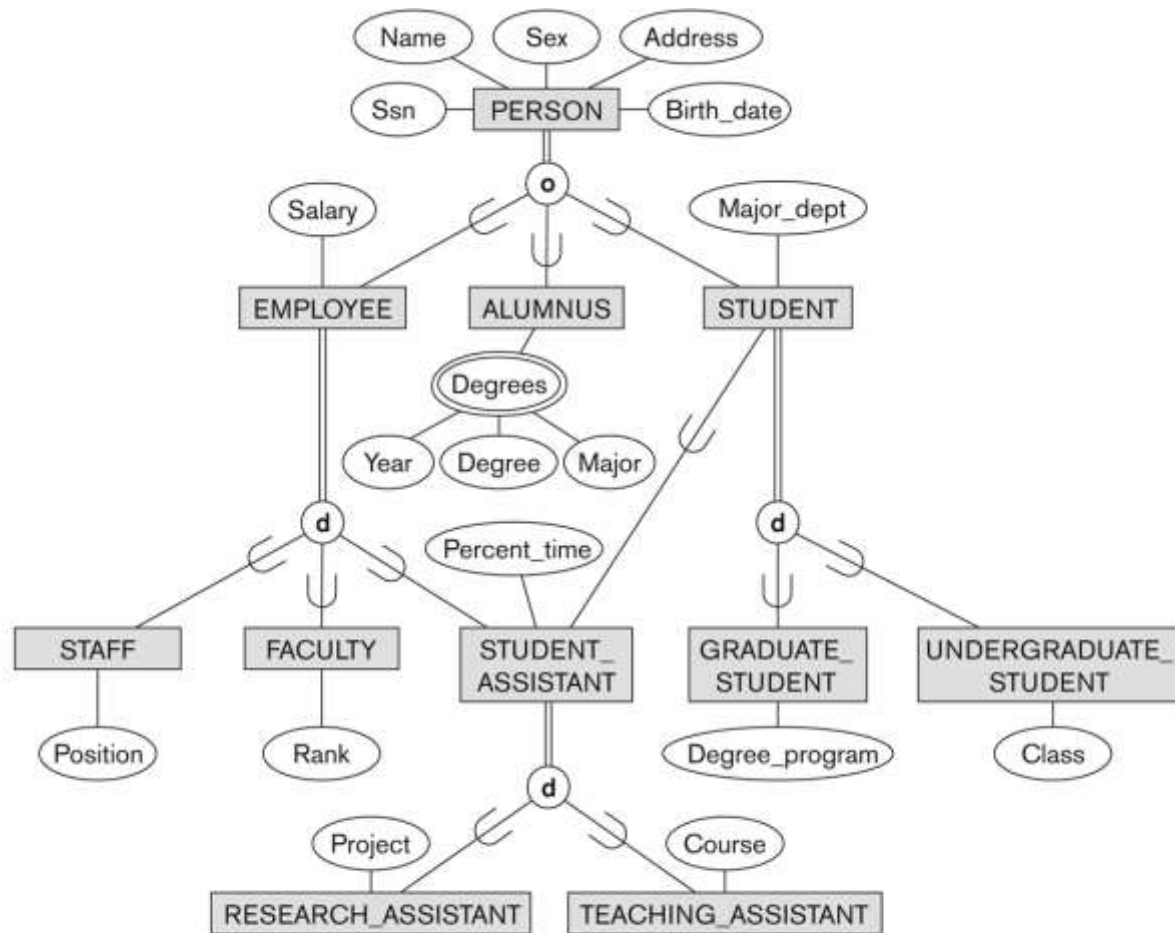 Name
Sex
Address
Ssn
PERSON
Birth_date
o
Salary
Major_dept
EMPLOYEE
ALUMNUS
STUDENT
Degrees
Year
Degree
Major
d
d
Percent_time
STAFF
FACULTY
STUDENT_
ASSISTANT
GRADUATE_
STUDENT
UNDERGRADUATE_
STUDENT
Position
Rank
Degree_program
Class
d
Project
Course
RESEARCH_ASSISTANT
TEACHING_ASSISTANT